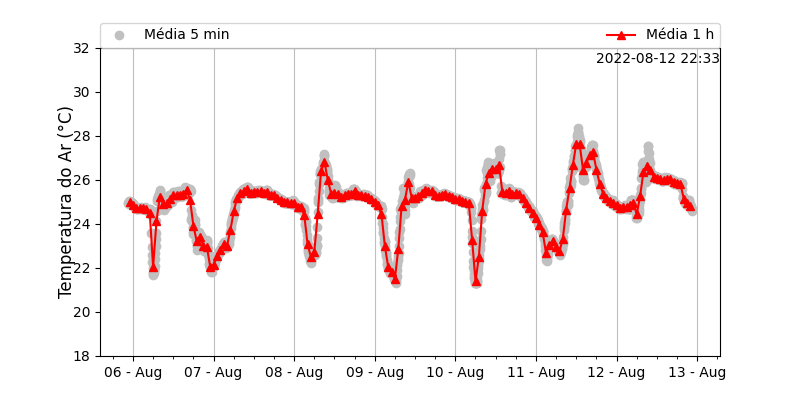 Média 5 min
Média 1 h
2022-08-12 22:33
Temperatura do Ar (°C)
32
30
28
26
24
22
20
18
06 - Aug
07 - Aug
08 - Aug
09 - Aug
10 - Aug
11 - Aug
12 - Aug
13 - Aug